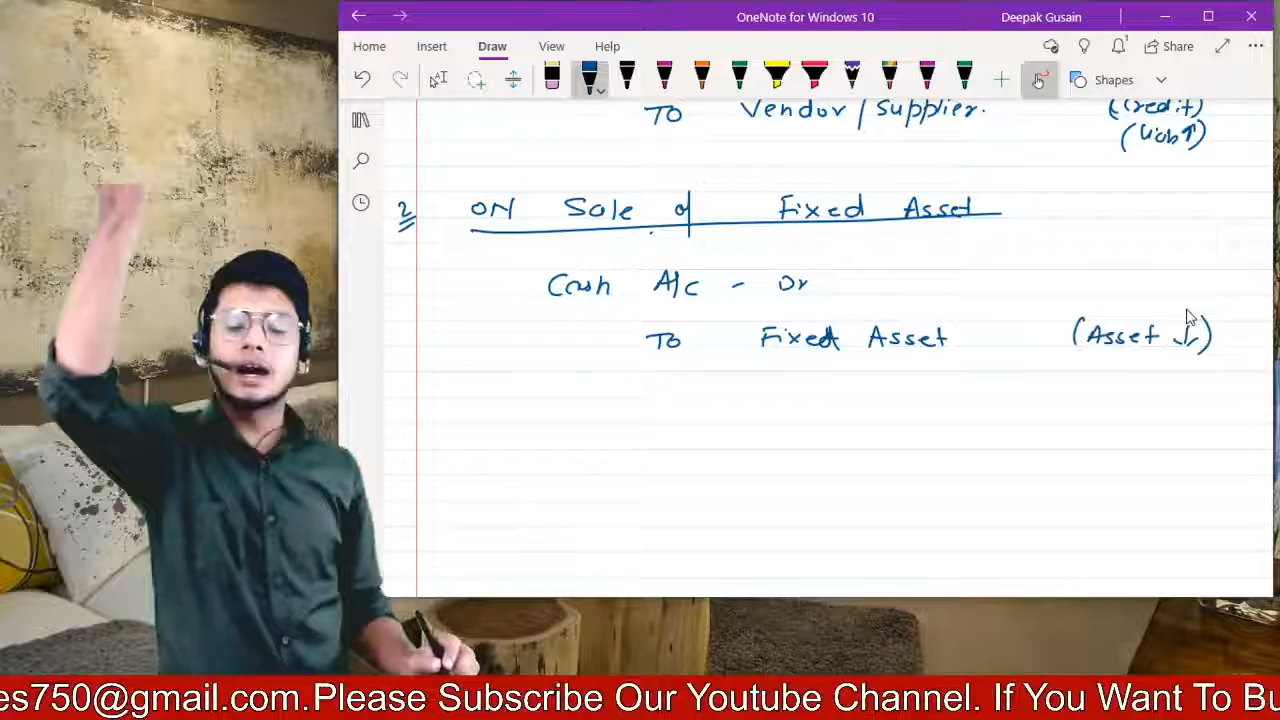 OneNote for Windows 10
Deepak Gusain
Home Insert Draw View Help
Share
Shapes
To Vendor / Supplier. (Credit)
(Liab↑)
2 ON Sale of Fixed Asset
Cash A/c - Dr
To Fixed Asset (Asset ↓)
es750@gmail.com.Please Subscribe Our Youtube Channel. If You Want To Bu